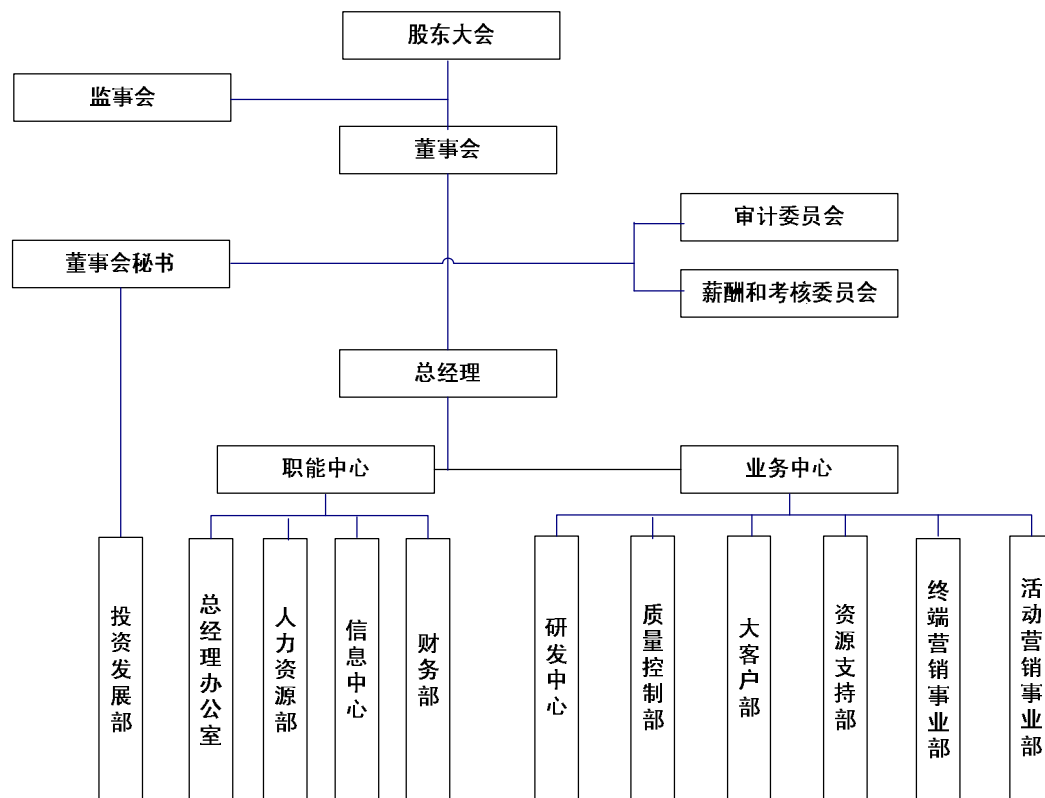 股东大会
监事会
董事会
审计委员会
董事会秘书
薪酬和考核委员会
总经理
职能中心
业务中心
投资发展部
总经理办公室
人力资源部
信息中心
财务部
研发中心
质量控制部
大客户部
资源支持部
终端营销事业部
活动营销事业部